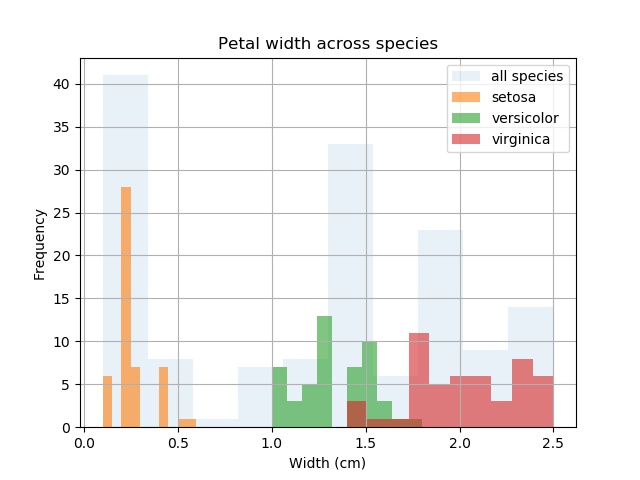 Petal width across species
all species
setosa
versicolor
virginica
40
35
30
25
20
15
10
5
0
Frequency
0.0 0.5 1.0 1.5 2.0 2.5
Width (cm)